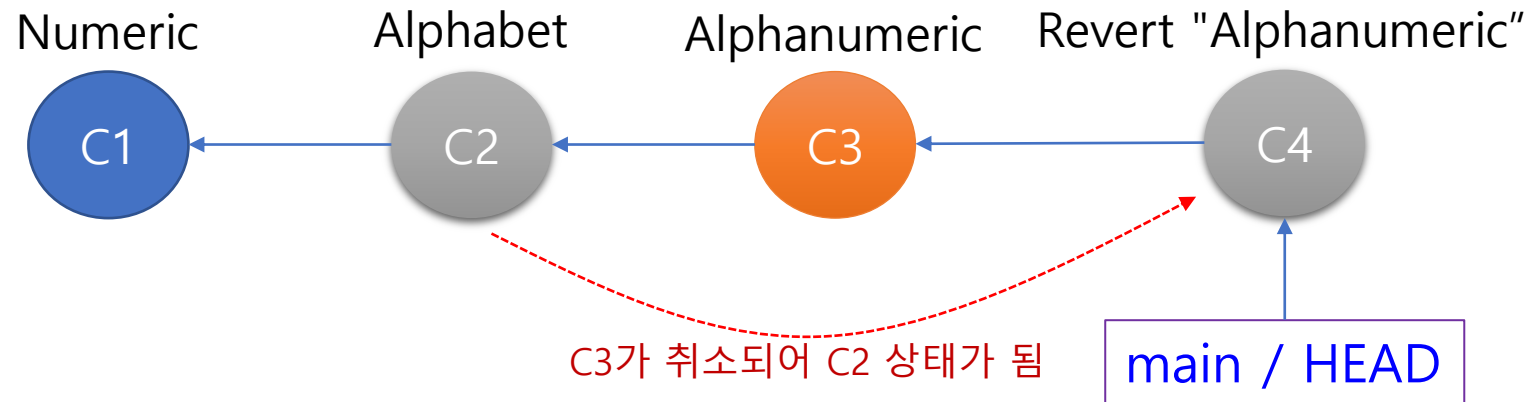 Numeric
Alphabet
Alphanumeric
Revert "Alphanumeric”
C1
C2
C3
C4
C3가 취소되어 C2 상태가 됨
main / HEAD